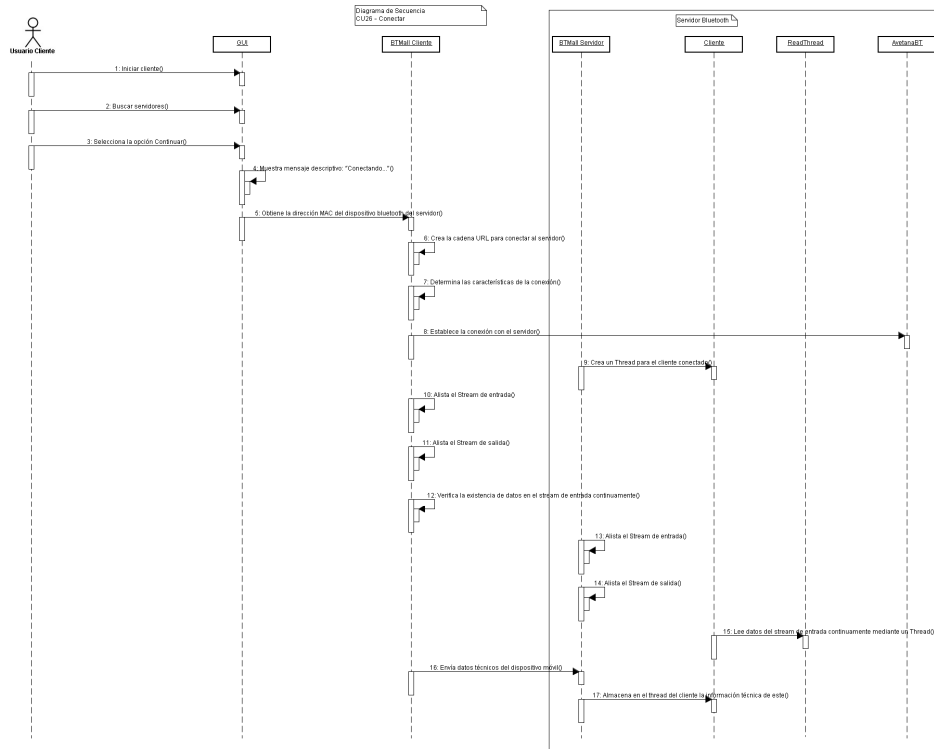 Diagrama de Secuencia
CU26 - Conectar
Servidor Bluetooth
Usuario Cliente
GUI
BTMall Cliente
BTMall Servidor
Cliente
ReadThread
AvetanaBT
1: Iniciar cliente()
2: Buscar servidores()
3: Selecciona la opción Continuar()
4: Muestra mensaje descriptivo: "Conectando..."()
5: Obtiene la dirección MAC del dispositivo bluetooth del servidor()
6: Crea la cadena URL para conectar al servidor()
7: Determina las características de la conexión()
8: Establece la conexión con el servidor()
9: Crea un Thread para el cliente conectado()
10: Alista el Stream de entrada()
11: Alista el Stream de salida()
12: Verifica la existencia de datos en el stream de entrada continuamente()
13: Alista el Stream de entrada()
14: Alista el Stream de salida()
15: Lee datos del stream de entrada continuamente mediante un Thread()
16: Envía datos técnicos del dispositivo móvil()
17: Almacena en el thread del cliente la información técnica de este()